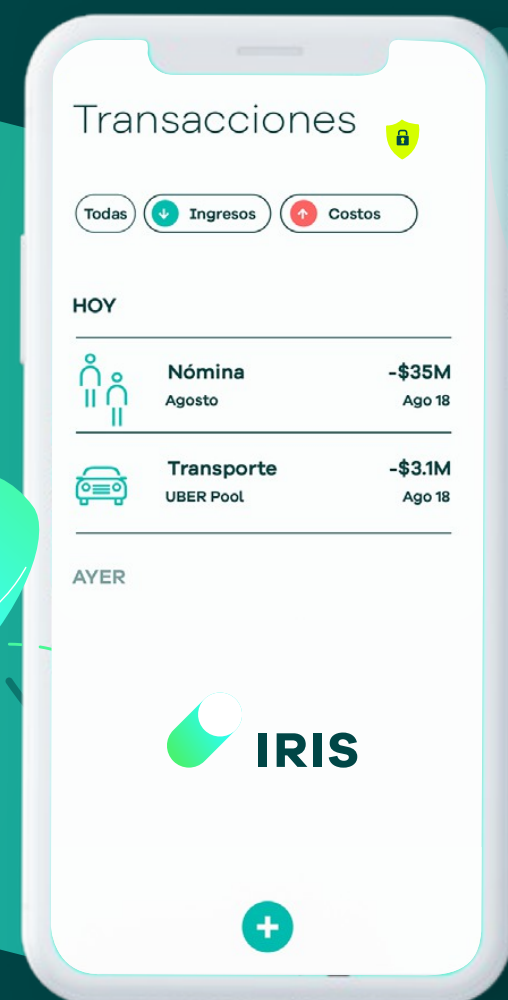 Transacciones
Todas Ingresos Costos
HOY
Nómina -$35M
Agosto Ago 18
Transporte -$3.1M
UBER Pool Ago 18
AYER
IRIS